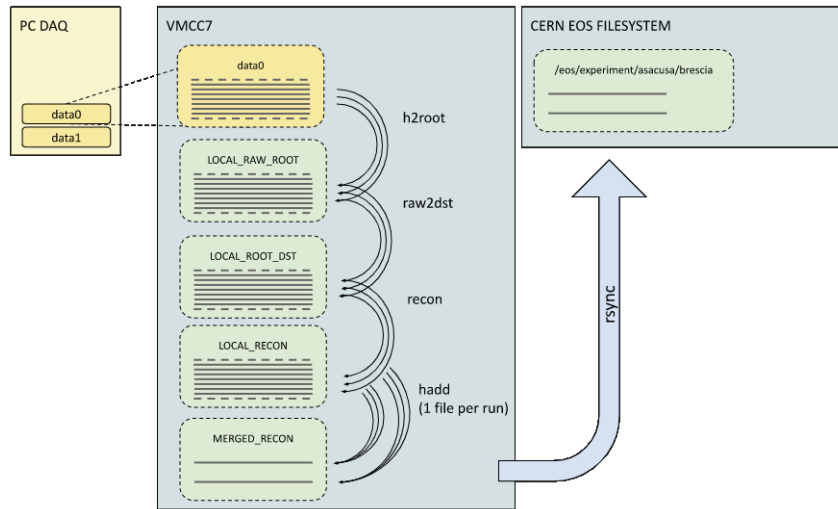 PC DAQ
data0
data1
VMCC7
data0
h2root
LOCAL_RAW_ROOT
raw2dst
LOCAL_ROOT_DST
recon
LOCAL_RECON
hadd
(1 file per run)
MERGED_RECON
CERN EOS FILESYSTEM
/eos/experiment/asacusa/brescia
rsync